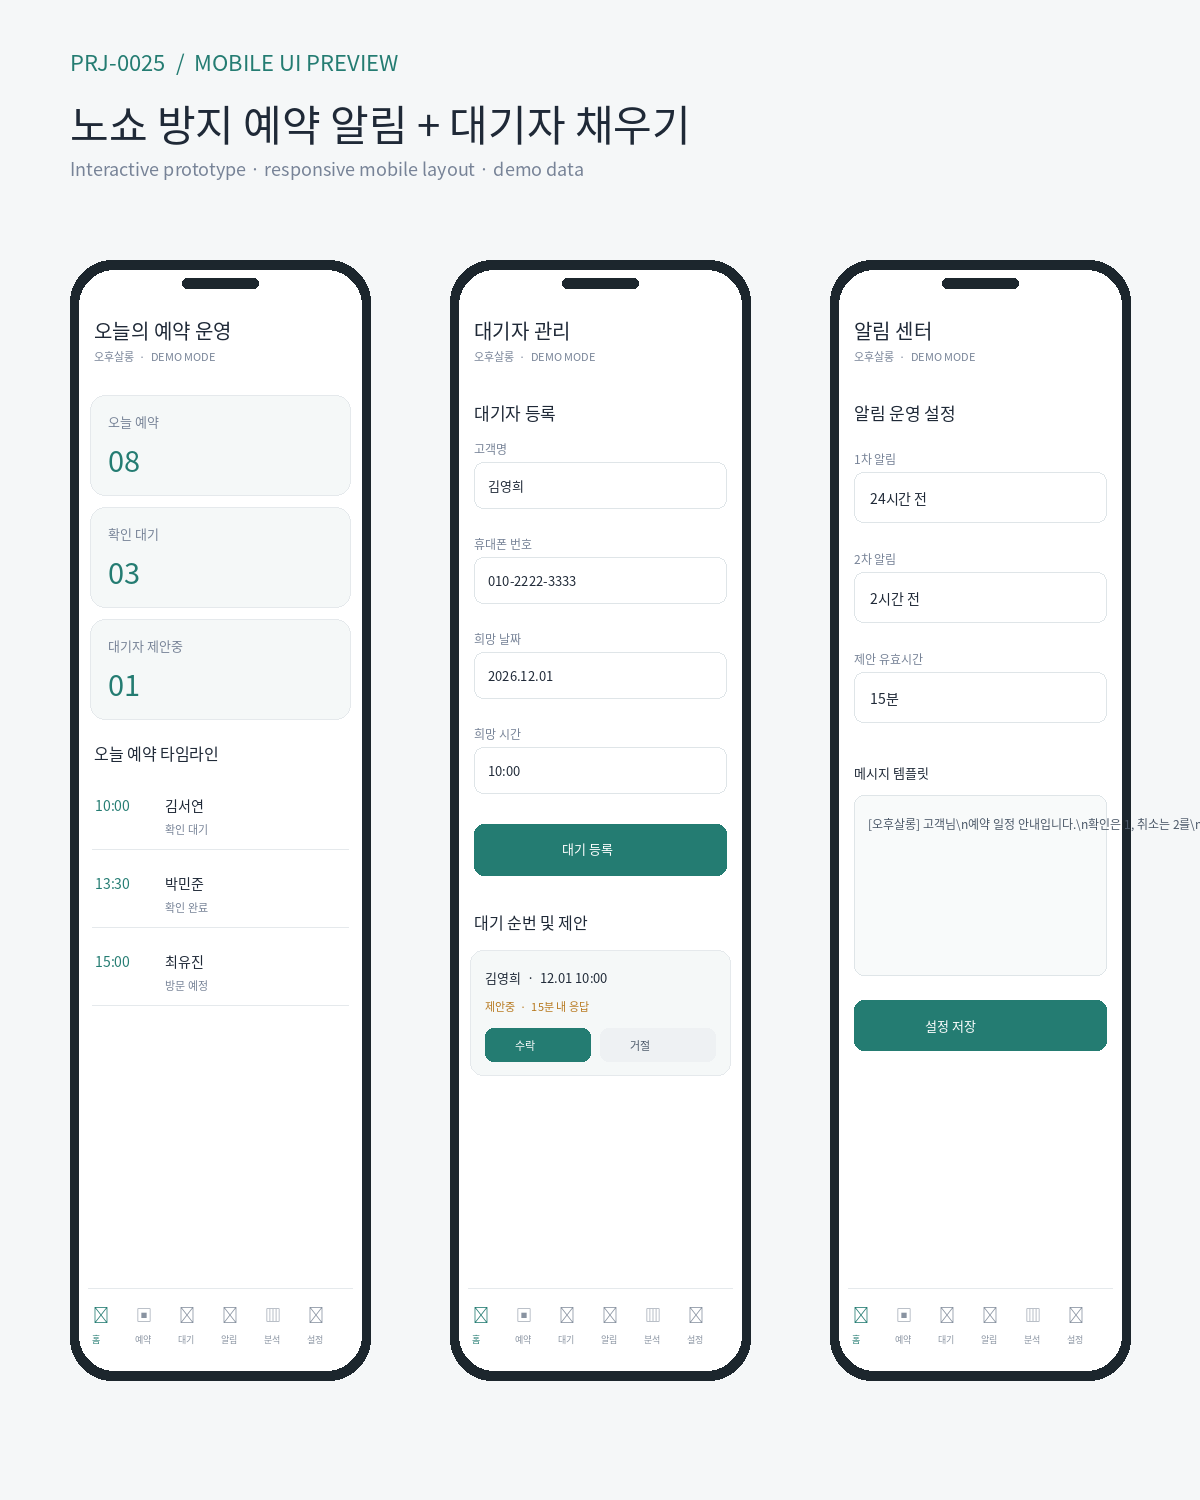 PRJ-0025 / MOBILE UI PREVIEW
노쇼 방지 예약 알림 + 대기자 채우기
Interactive prototype · responsive mobile layout · demo data
오늘의 예약 운영
오후살롱 · DEMO MODE
오늘 예약
08
확인 대기
03
대기자 제안중
01
오늘 예약 타임라인
10:00 김서연
확인 대기
13:30 박민준
확인 완료
15:00 최유진
방문 예정
홈 예약 대기 알림 분석 설정
대기자 관리
오후살롱 · DEMO MODE
대기자 등록
고객명
김영희
휴대폰 번호
010-2222-3333
희망 날짜
2026.12.01
희망 시간
10:00
대기 등록
대기 순번 및 제안
김영희 · 12.01 10:00
제안중 · 15분 내 응답
수락 거절
홈 예약 대기 알림 분석 설정
알림 센터
오후살롱 · DEMO MODE
알림 운영 설정
1차 알림
24시간 전
2차 알림
2시간 전
제안 유효시간
15분
메시지 템플릿
[오후살롱] 고객님\n예약 일정 안내입니다.\n확인은 1, 취소는 2를\n
설정 저장
홈 예약 대기 알림 분석 설정